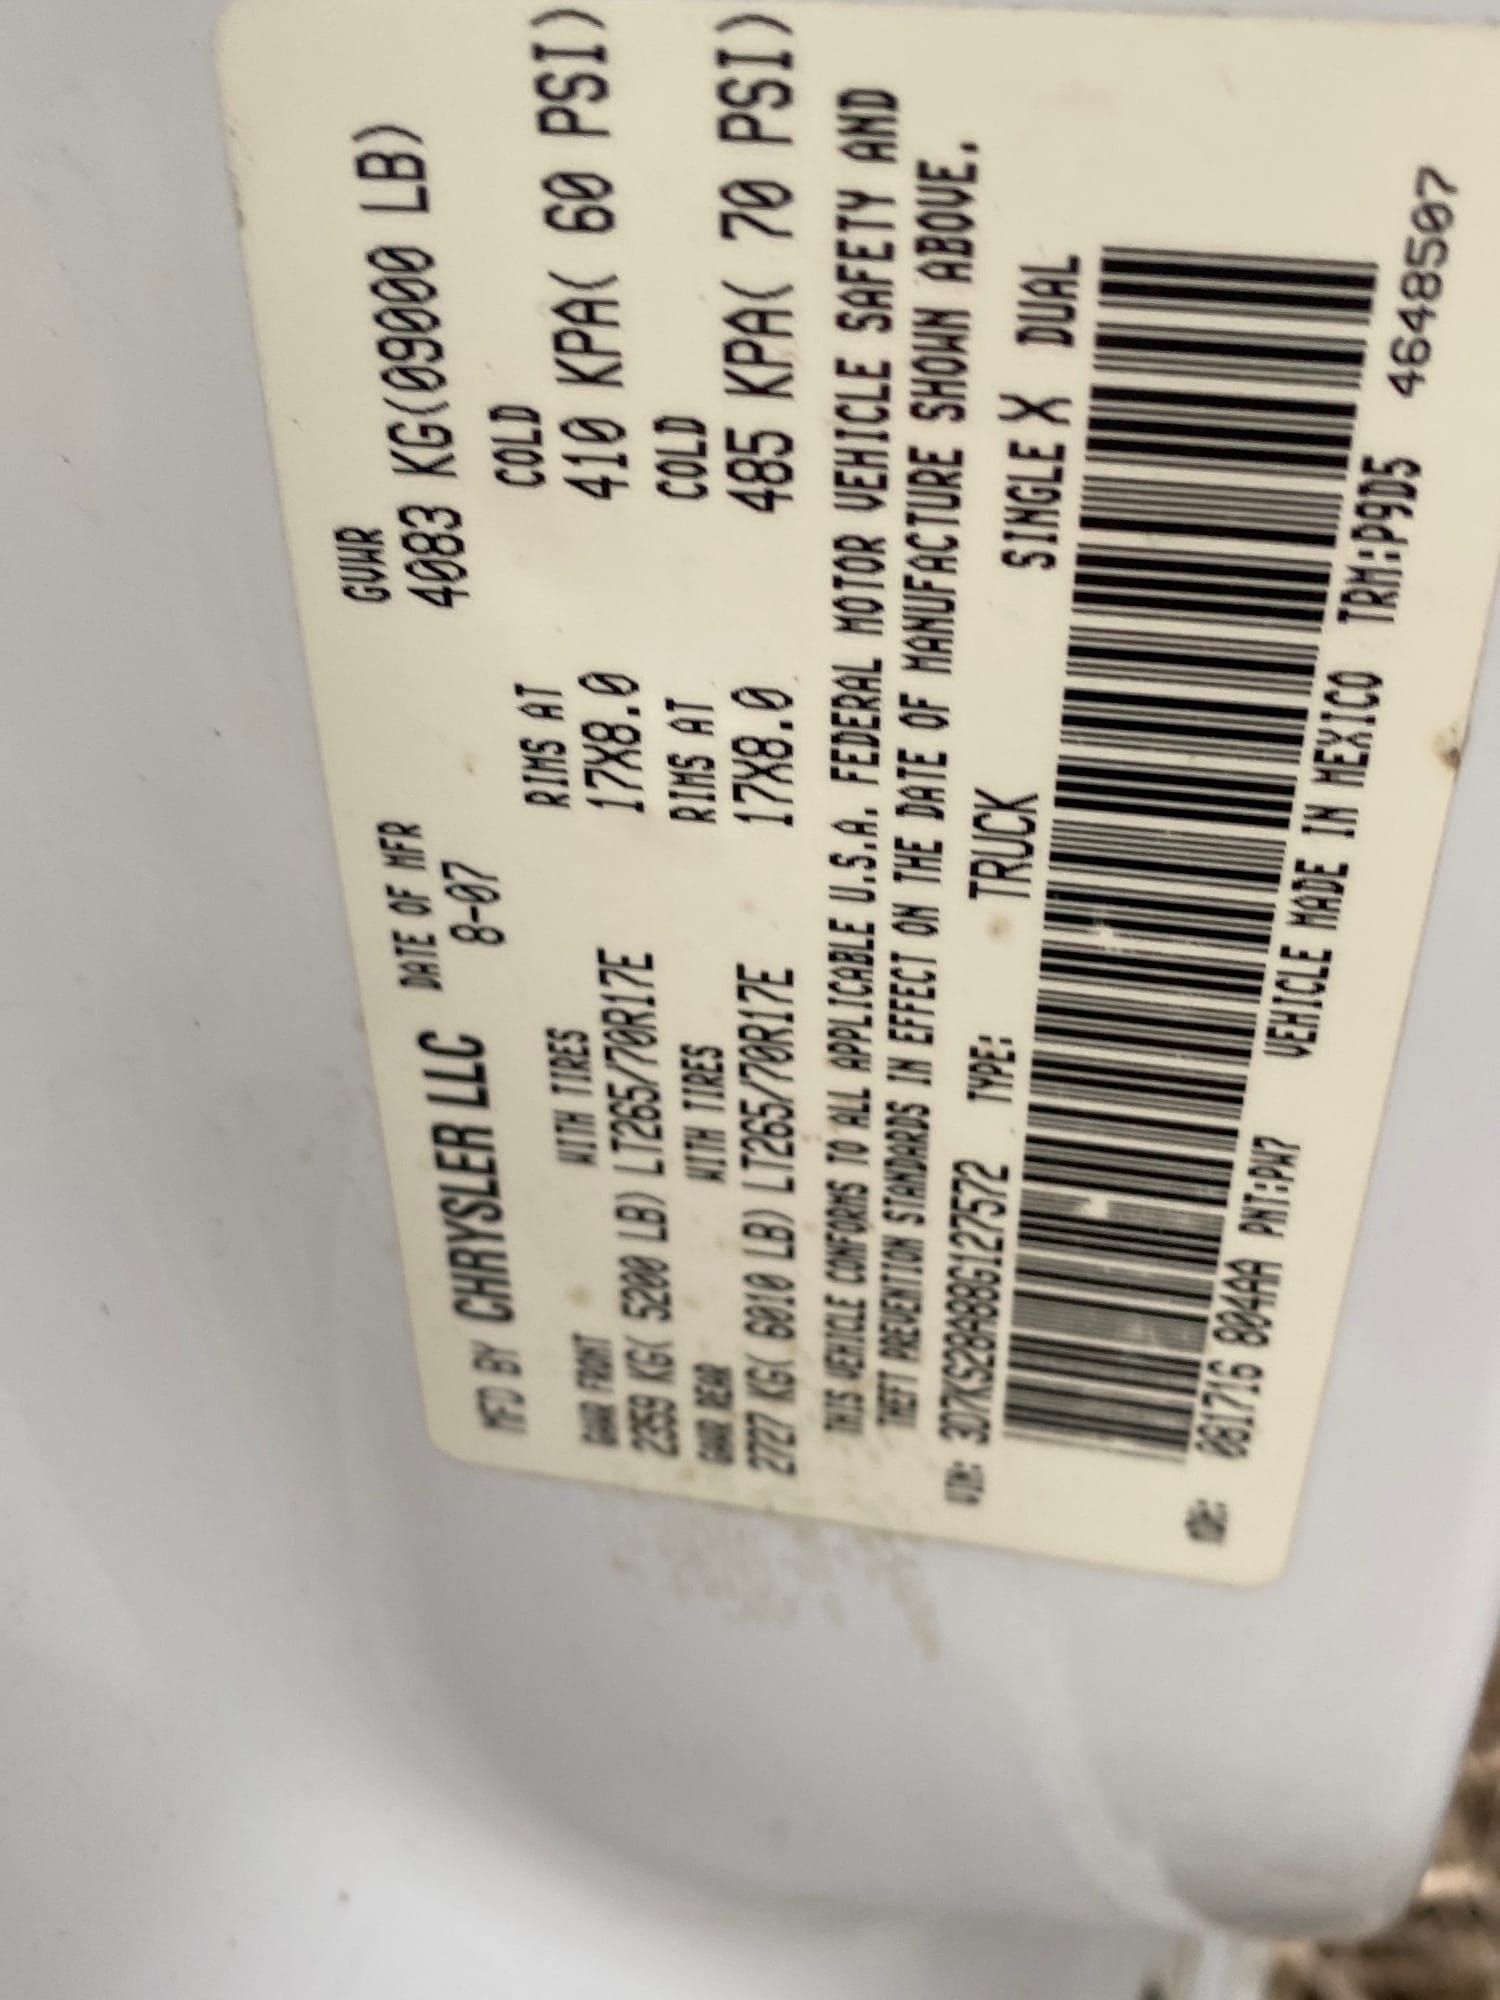 MFD BY CHRYSLER LLC DATE OF MFR 8-07 GVWR 4083 KG(09000 LB)
GAWR FRONT WITH TIRES RIMS AT COLD
2359 KG( 5200 LB) LT265/70R17E 17X8.0 410 KPA( 60 PSI)
GAWR REAR WITH TIRES RIMS AT COLD
2727 KG( 6010 LB) LT265/70R17E 17X8.0 485 KPA( 70 PSI)
THIS VEHICLE CONFORMS TO ALL APPLICABLE U.S.A. FEDERAL MOTOR VEHICLE SAFETY AND
THEFT PREVENTION STANDARDS IN EFFECT ON THE DATE OF MANUFACTURE SHOWN ABOVE.
VIN: 3D7KS28A88G127572 TYPE: TRUCK SINGLE X DUAL
MDH: 081716 804AA PNT:PW7 VEHICLE MADE IN MEXICO TRM:P9D5 4648507